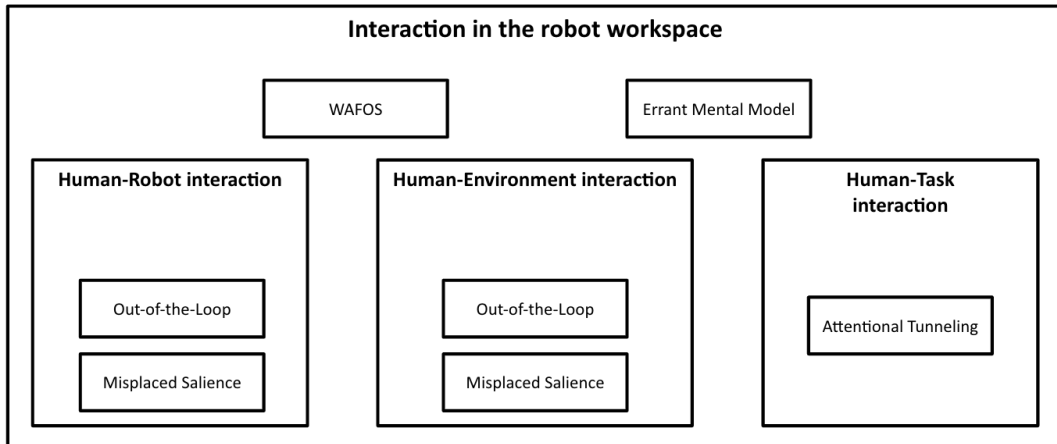 Interaction in the robot workspace
WAFOS
Errant Mental Model
Human-Robot interaction
Out-of-the-Loop
Misplaced Salience
Human-Environment interaction
Out-of-the-Loop
Misplaced Salience
Human-Task
interaction
Attentional Tunneling